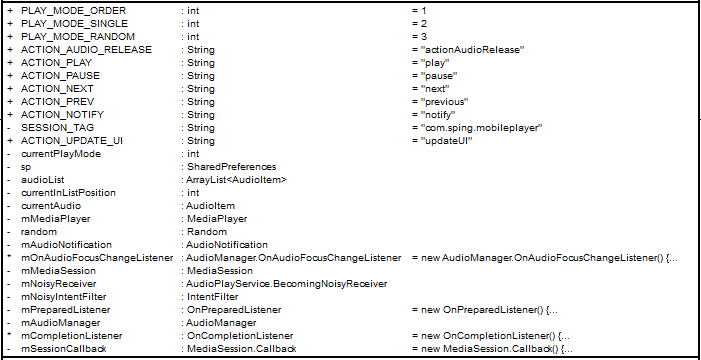 + PLAY_MODE_ORDER : int = 1
+ PLAY_MODE_SINGLE : int = 2
+ PLAY_MODE_RANDOM : int = 3
+ ACTION_AUDIO_RELEASE : String = "actionAudioRelease"
+ ACTION_PLAY : String = "play"
+ ACTION_PAUSE : String = "pause"
+ ACTION_NEXT : String = "next"
+ ACTION_PREV : String = "previous"
+ ACTION_NOTIFY : String = "notify"
- SESSION_TAG : String = "com.sping.mobileplayer"
+ ACTION_UPDATE_UI : String = "updateUI"
- currentPlayMode : int
- sp : SharedPreferences
- audioList : ArrayList<AudioItem>
- currentInListPosition : int
- currentAudio : AudioItem
- mMediaPlayer : MediaPlayer
- random : Random
- mAudioNotification : AudioNotification
* mOnAudioFocusChangeListener : AudioManager.OnAudioFocusChangeListener = new AudioManager.OnAudioFocusChangeListener() {...
- mMediaSession : MediaSession
- mNoisyReceiver : AudioPlayService.BecomingNoisyReceiver
- mNoisyIntentFilter : IntentFilter
- mPreparedListener : OnPreparedListener = new OnPreparedListener() {...
- mAudioManager : AudioManager
* mCompletionListener : OnCompletionListener = new OnCompletionListener() {...
- mSessionCallback : MediaSession.Callback = new MediaSession.Callback() {...